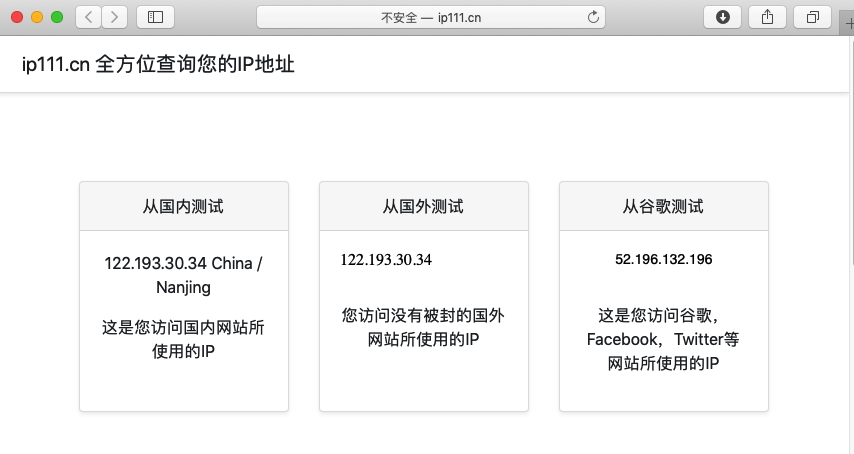 不安全 — ip111.cn
ip111.cn 全方位查询您的IP地址
从国内测试
122.193.30.34 China /
Nanjing
这是您访问国内网站所
使用的IP
从国外测试
122.193.30.34
您访问没有被封的国外
网站所使用的IP
从谷歌测试
52.196.132.196
这是您访问谷歌，
Facebook，Twitter等
网站所使用的IP